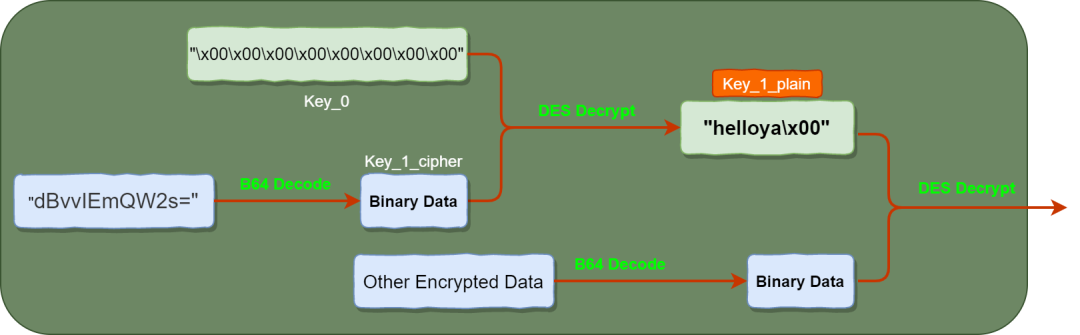 "\x00\x00\x00\x00\x00\x00\x00\x00"
Key_0
DES Decrypt
Key_1_plain
"helloya\x00"
Key_1_cipher
"dBvvIEmQW2s="
B64 Decode
Binary Data
DES Decrypt
Other Encrypted Data
B64 Decode
Binary Data